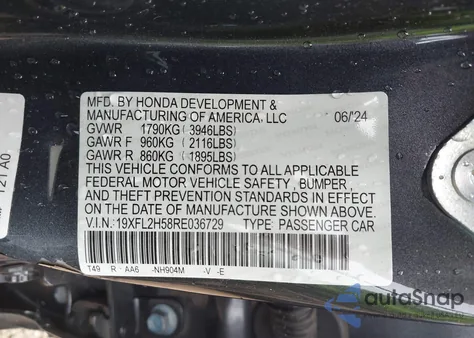 MFD. BY HONDA DEVELOPMENT &
MANUFACTURING OF AMERICA, LLC 06/'24
GVWR 1790KG (3946LBS)
GAWR F 960KG (2116LBS)
GAWR R 860KG (1895LBS)
THIS VEHICLE CONFORMS TO ALL APPLICABLE
FEDERAL MOTOR VEHICLE SAFETY , BUMPER ,
AND THEFT PREVENTION STANDARDS IN EFFECT
ON THE DATE OF MANUFACTURE SHOWN ABOVE.
V.I.N.: 19XFL2H58RE036729 TYPE: PASSENGER CAR
T49 R -AA6 -NH904M -V -E
121 A0
autoSnap